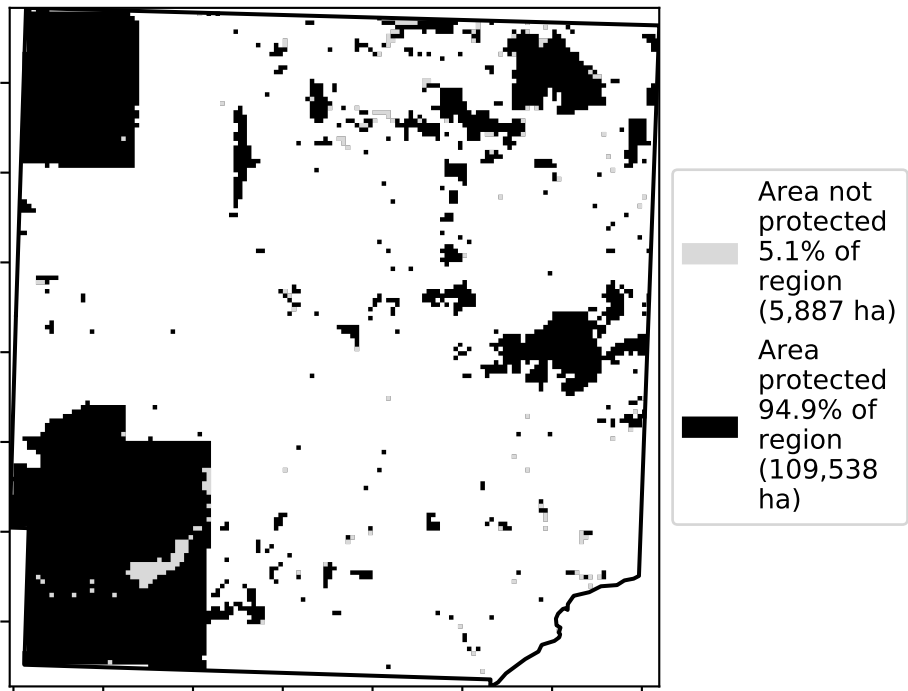 Area not
protected
5.1% of
region
(5,887 ha)
Area
protected
94.9% of
region
(109,538
ha)